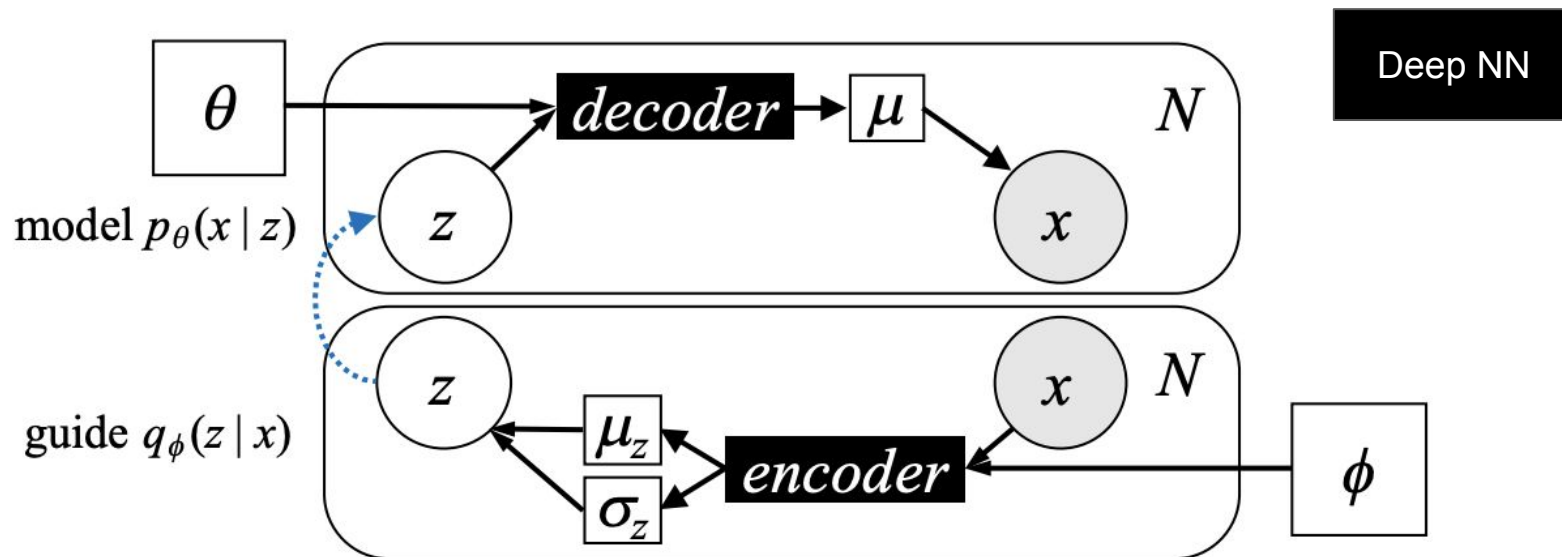 Deep NN
θ
decoder
μ
N
z
x
model pθ(x | z)
z
x
N
μz
guide qϕ(z | x)
encoder
ϕ
σz